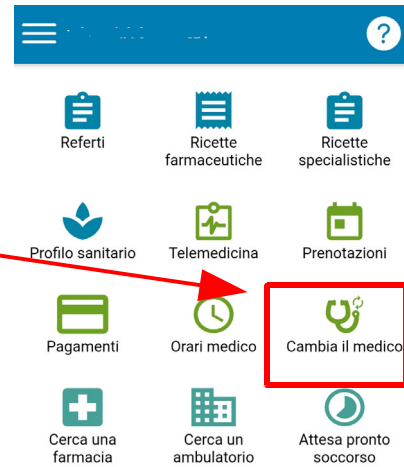 ?
Referti
Ricette
farmaceutiche
Ricette
specialistiche
Profilo sanitario
Telemedicina
Prenotazioni
Pagamenti
Orari medico
Cambia il medico
Cerca una
farmacia
Cerca un
ambulatorio
Attesa pronto
soccorso